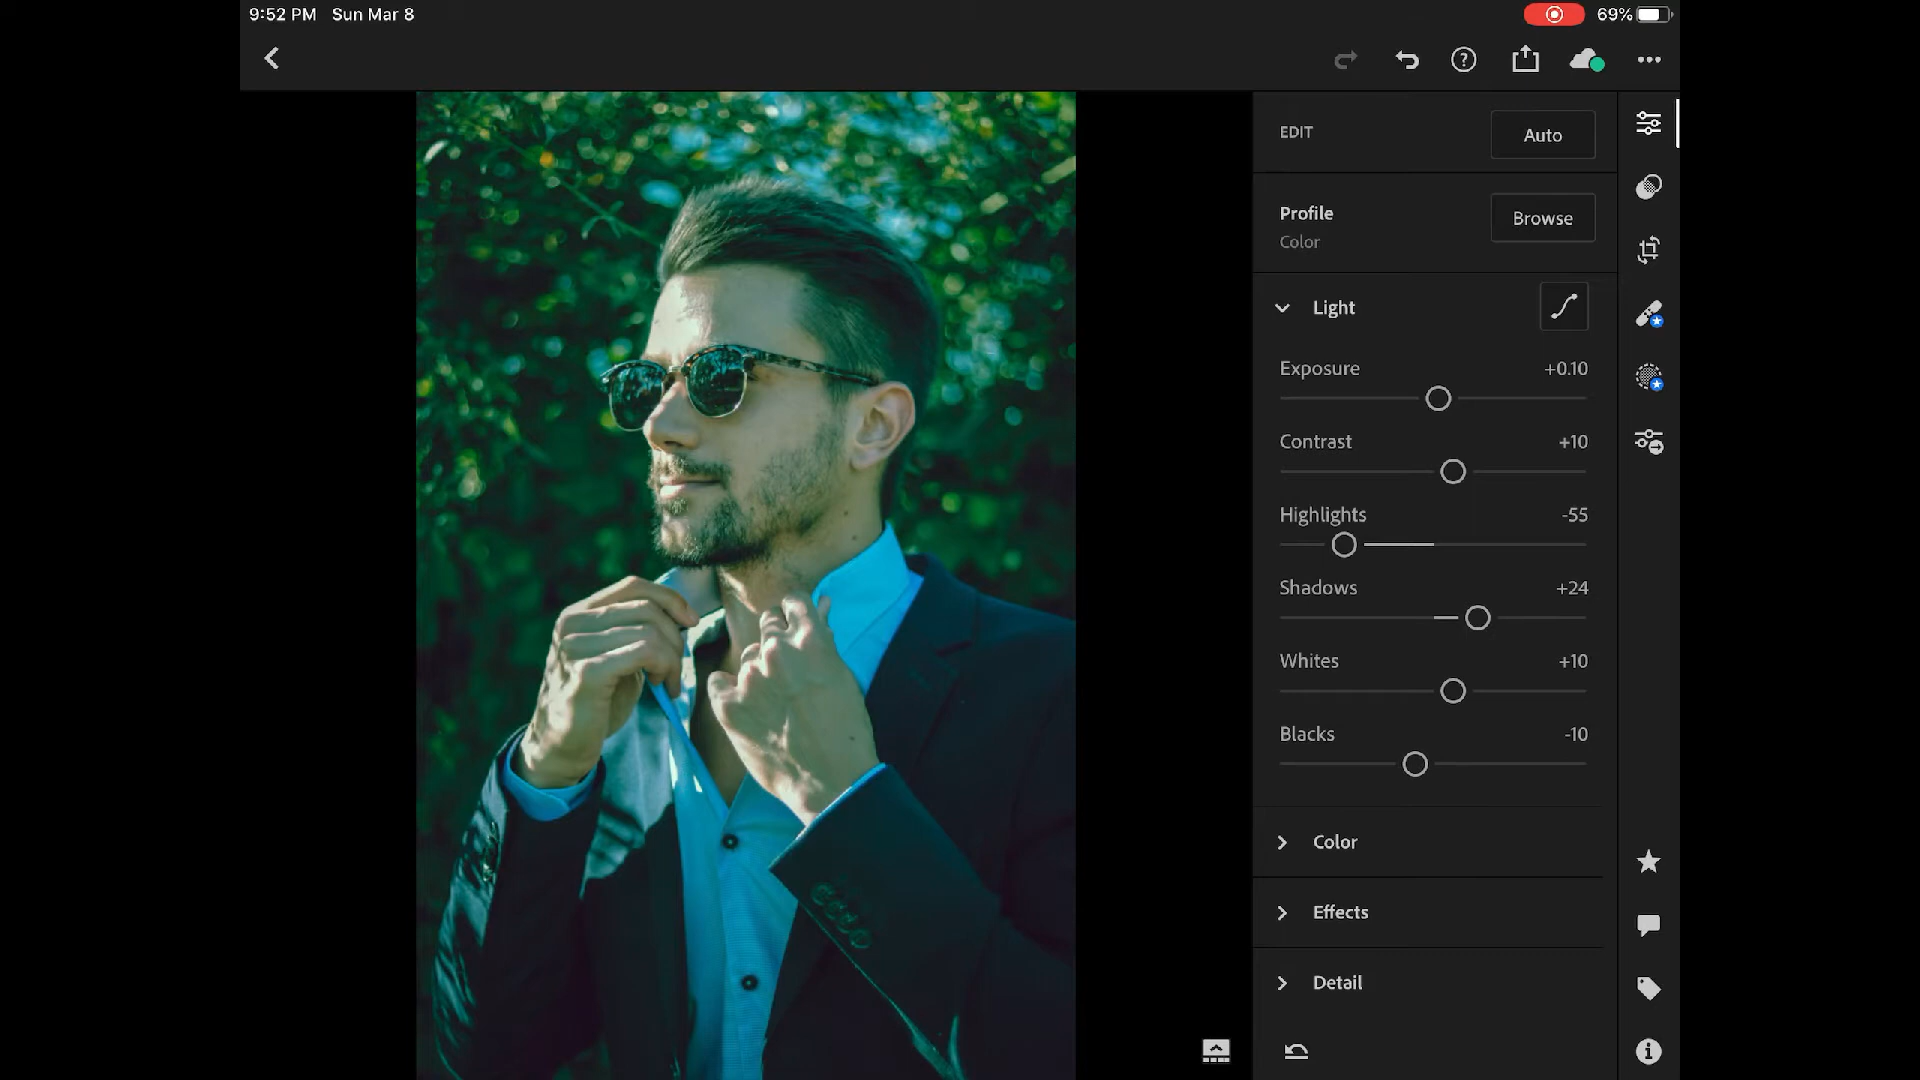 9:52 PM Sun Mar 8
69%
EDIT
Auto
Profile
Browse
Color
Light
Exposure +0.10
Contrast +10
Highlights -55
Shadows +24
Whites +10
Blacks -10
Color
Effects
Detail